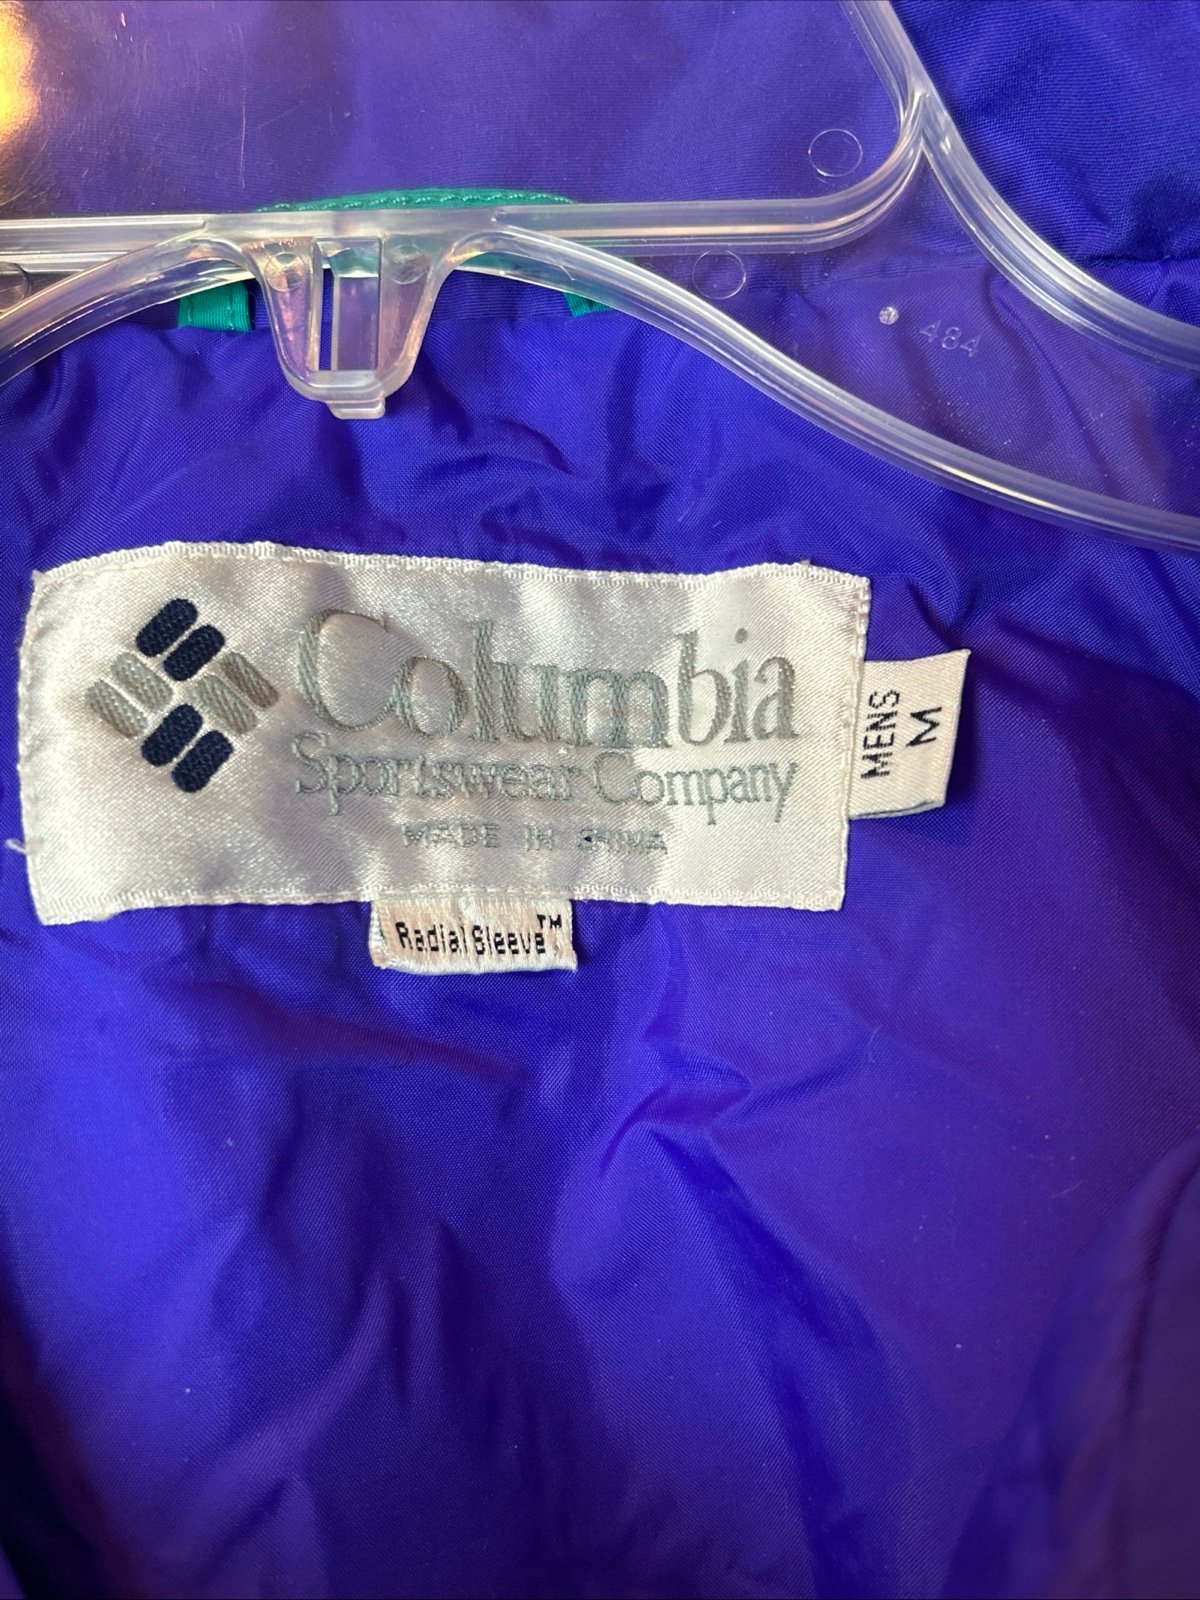 484
Columbia
Sportswear Company
MADE IN CHINA
MENS
M
Radial Sleeve™